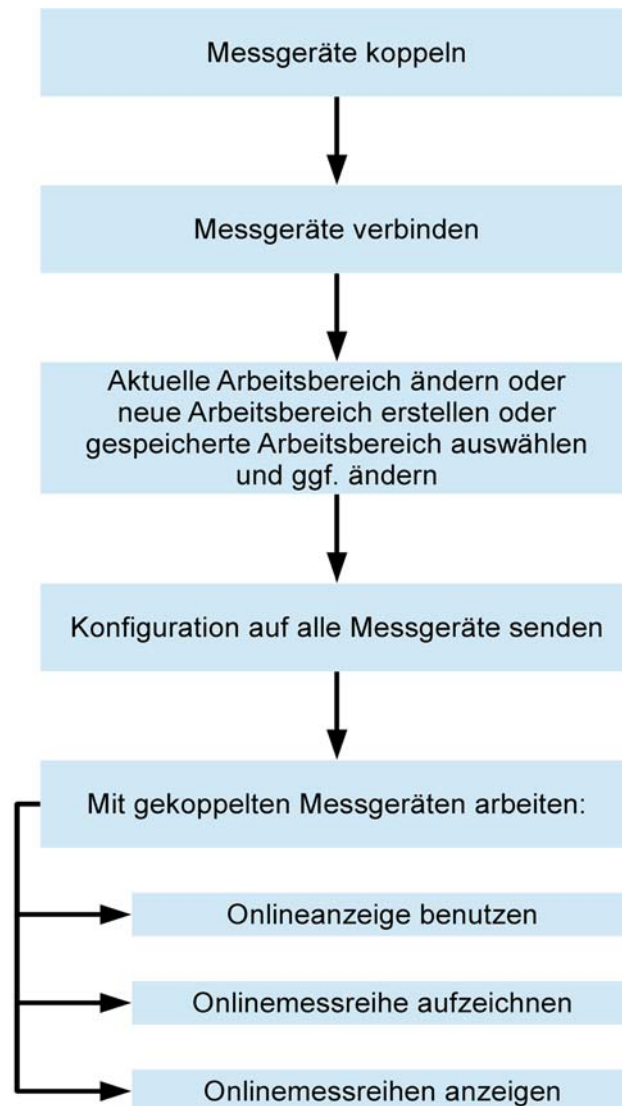 Messgeräte koppeln
Messgeräte verbinden
Aktuelle Arbeitsbereich ändern oder
neue Arbeitsbereich erstellen oder
gespeicherte Arbeitsbereich auswählen
und ggf. ändern
Konfiguration auf alle Messgeräte senden
Mit gekoppelten Messgeräten arbeiten:
Onlineanzeige benutzen
Onlinemessreihe aufzeichnen
Onlinemessreihen anzeigen